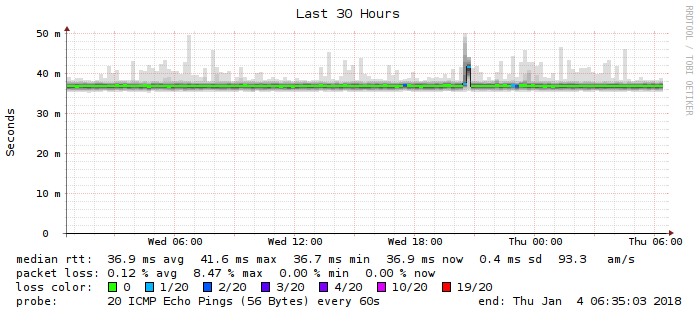 Last 30 Hours
RRDTOOL / TOBI OETIKER
Seconds
50 m
40 m
30 m
20 m
10 m
0
Wed 06:00 Wed 12:00 Wed 18:00 Thu 00:00 Thu 06:00
median rtt: 36.9 ms avg 41.6 ms max 36.7 ms min 36.9 ms now 0.4 ms sd 93.3 am/s
packet loss: 0.12 % avg 8.47 % max 0.00 % min 0.00 % now
loss color: 0 1/20 2/20 3/20 4/20 10/20 19/20
probe: 20 ICMP Echo Pings (56 Bytes) every 60s end: Thu Jan 4 06:35:03 2018